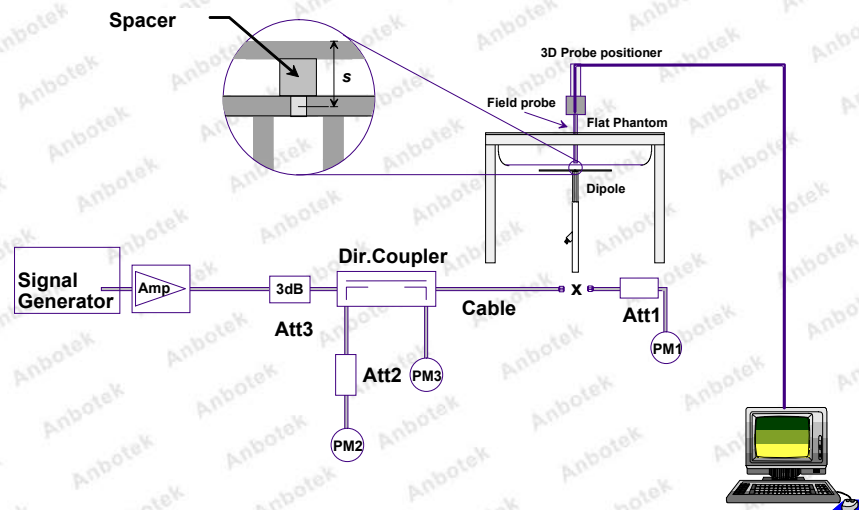 Spacer
s
3D Probe positioner
Field probe
Flat Phantom
Dipole
Signal
Generator
Amp
3dB
Att3
Dir.Coupler
Cable
x
Att1
PM1
Att2
PM3
PM2
Anbotek